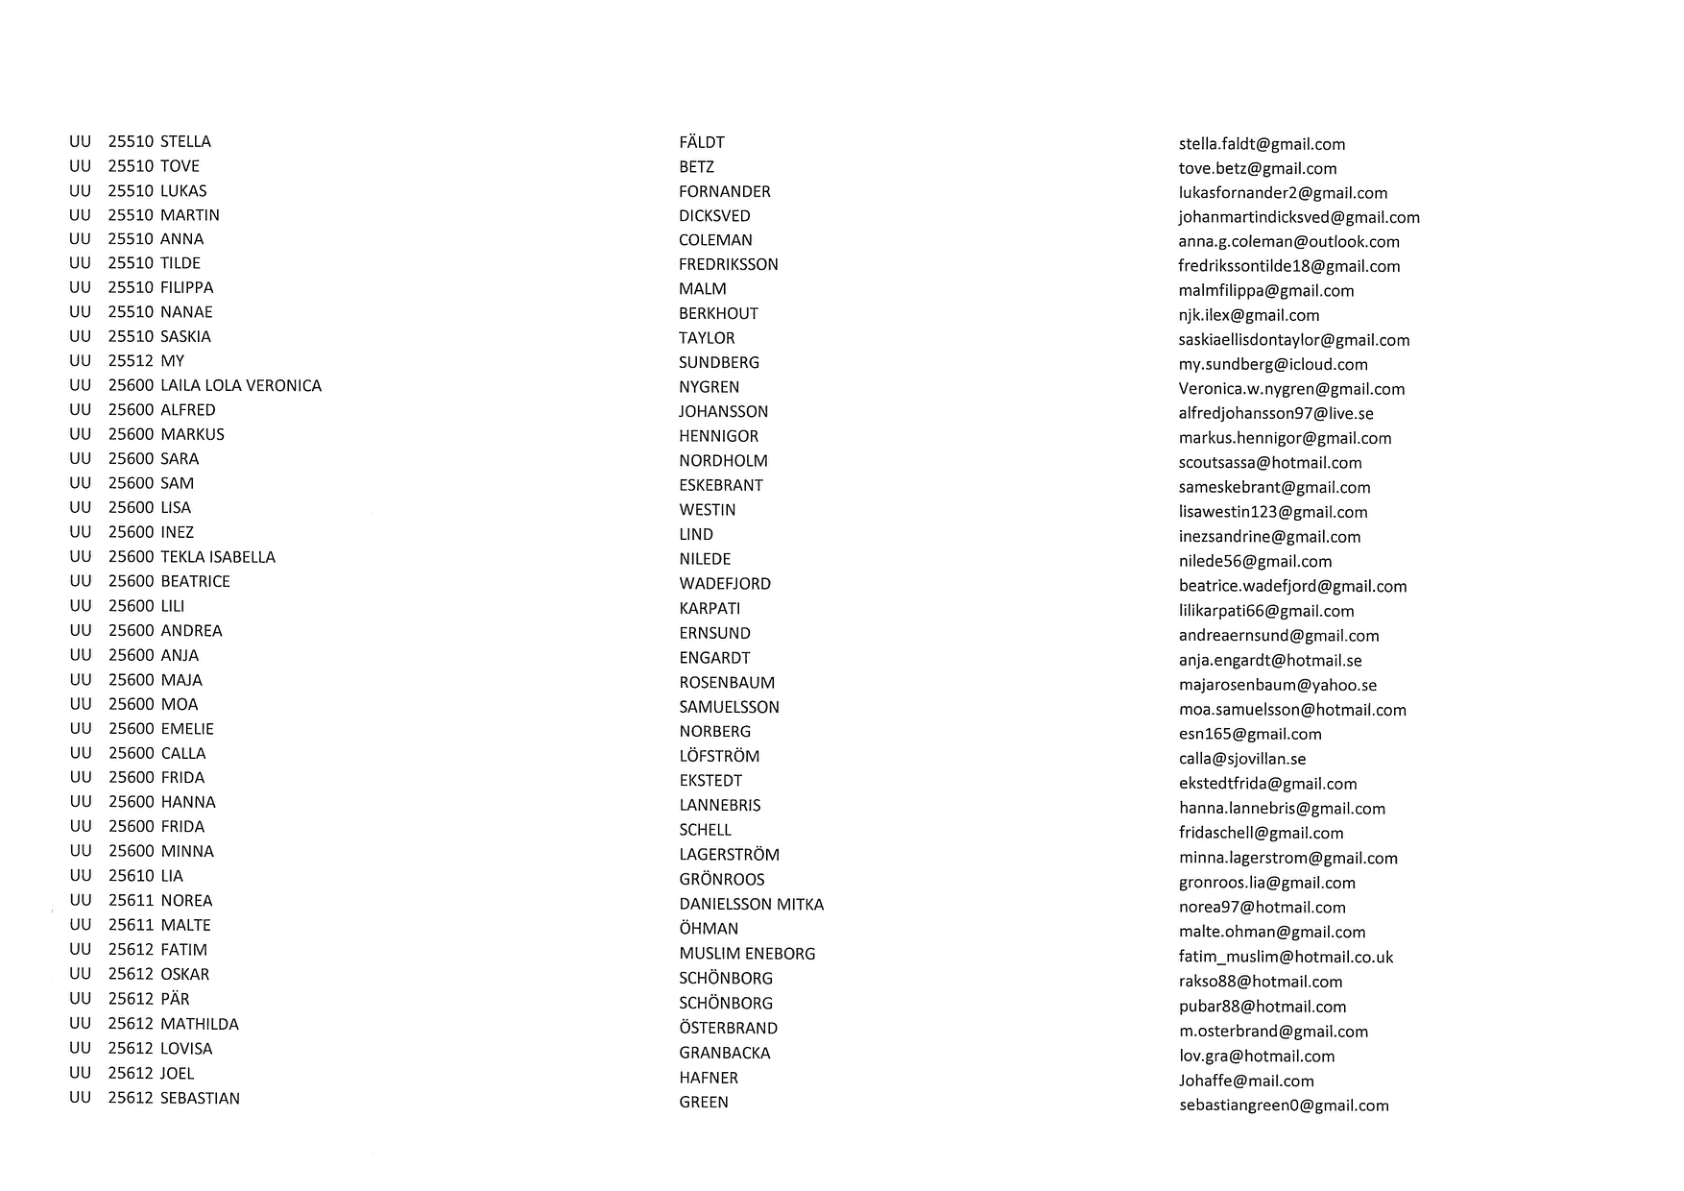 UU 25510 STELLA FÄLDT stella.faldt@gmail.com
UU 25510 TOVE BETZ tove.betz@gmail.com
UU 25510 LUKAS FORNANDER lukasfornander2@gmail.com
UU 25510 MARTIN DICKSVED johanmartindicksved@gmail.com
UU 25510 ANNA COLEMAN anna.g.coleman@outlook.com
UU 25510 TILDE FREDRIKSSON fredrikssontilde18@gmail.com
UU 25510 FILIPPA MALM malmfilippa@gmail.com
UU 25510 NANAE BERKHOUT njk.ilex@gmail.com
UU 25510 SASKIA TAYLOR saskiaellisdontaylor@gmail.com
UU 25512 MY SUNDBERG my.sundberg@icloud.com
UU 25600 LAILA LOLA VERONICA NYGREN Veronica.w.nygren@gmail.com
UU 25600 ALFRED JOHANSSON alfredjohansson97@live.se
UU 25600 MARKUS HENNIGOR markus.hennigor@gmail.com
UU 25600 SARA NORDHOLM scoutsassa@hotmail.com
UU 25600 SAM ESKEBRANT sameskebrant@gmail.com
UU 25600 LISA WESTIN lisawestin123@gmail.com
UU 25600 INEZ LIND inezsandrine@gmail.com
UU 25600 TEKLA ISABELLA NILEDE nilede56@gmail.com
UU 25600 BEATRICE WADEFJORD beatrice.wadefjord@gmail.com
UU 25600 LILI KARPATI lilikarpati66@gmail.com
UU 25600 ANDREA ERNSUND andreaernsund@gmail.com
UU 25600 ANJA ENGARDT anja.engardt@hotmail.se
UU 25600 MAJA ROSENBAUM majarosenbaum@yahoo.se
UU 25600 MOA SAMUELSSON moa.samuelsson@hotmail.com
UU 25600 EMELIE NORBERG esn165@gmail.com
UU 25600 CALLA LÖFSTRÖM calla@sjovillan.se
UU 25600 FRIDA EKSTEDT ekstedtfrida@gmail.com
UU 25600 HANNA LANNEBRIS hanna.lannebris@gmail.com
UU 25600 FRIDA SCHELL fridaschell@gmail.com
UU 25600 MINNA LAGERSTRÖM minna.lagerstrom@gmail.com
UU 25610 LIA GRÖNROOS gronroos.lia@gmail.com
UU 25611 NOREA DANIELSSON MITKA norea97@hotmail.com
UU 25611 MALTE ÖHMAN malte.ohman@gmail.com
UU 25612 FATIM MUSLIM ENEBORG fatim_muslim@hotmail.co.uk
UU 25612 OSKAR SCHÖNBORG rakso88@hotmail.com
UU 25612 PÄR SCHÖNBORG pubar88@hotmail.com
UU 25612 MATHILDA ÖSTERBRAND m.osterbrand@gmail.com
UU 25612 LOVISA GRANBACKA lov.gra@hotmail.com
UU 25612 JOEL HAFNER Johaffe@mail.com
UU 25612 SEBASTIAN GREEN sebastiangreen0@gmail.com